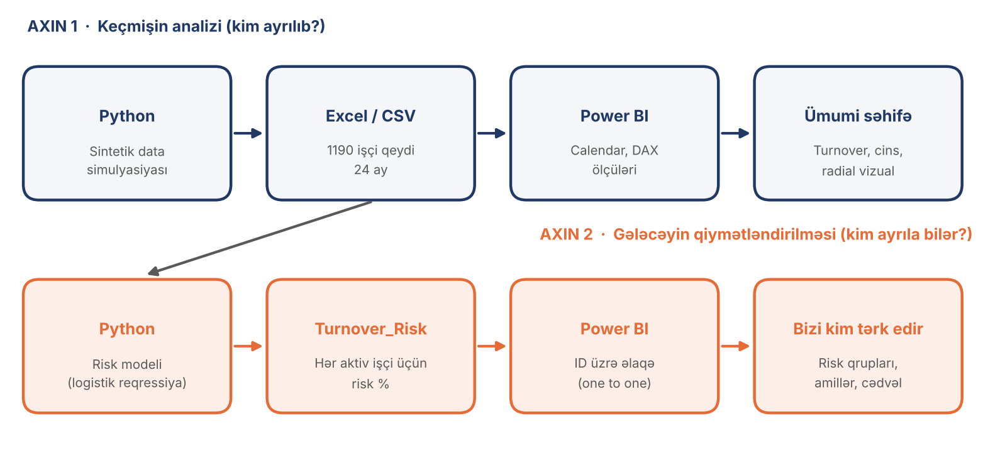 AXIN 1 · Keçmişin analizi (kim ayrılıb?)
Python
Sintetik data
simulyasiyası
Excel / CSV
1190 işçi qeydi
24 ay
Power BI
Calendar, DAX
ölçüləri
Ümumi səhifə
Turnover, cins,
radial vizual
AXIN 2 · Gələcəyin qiymətləndirilməsi (kim ayrıla bilər?)
Python
Risk modeli
(logistik reqressiya)
Turnover_Risk
Hər aktiv işçi üçün
risk %
Power BI
ID üzrə əlaqə
(one to one)
Bizi kim tərk edir
Risk qrupları,
amillər, cədvəl